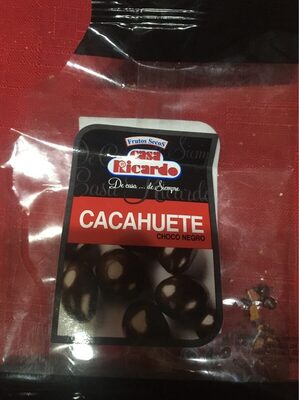 Frutos Secos
Casa
Ricardo
De casa ... de Siempre
CACAHUETE
CHOCO NEGRO